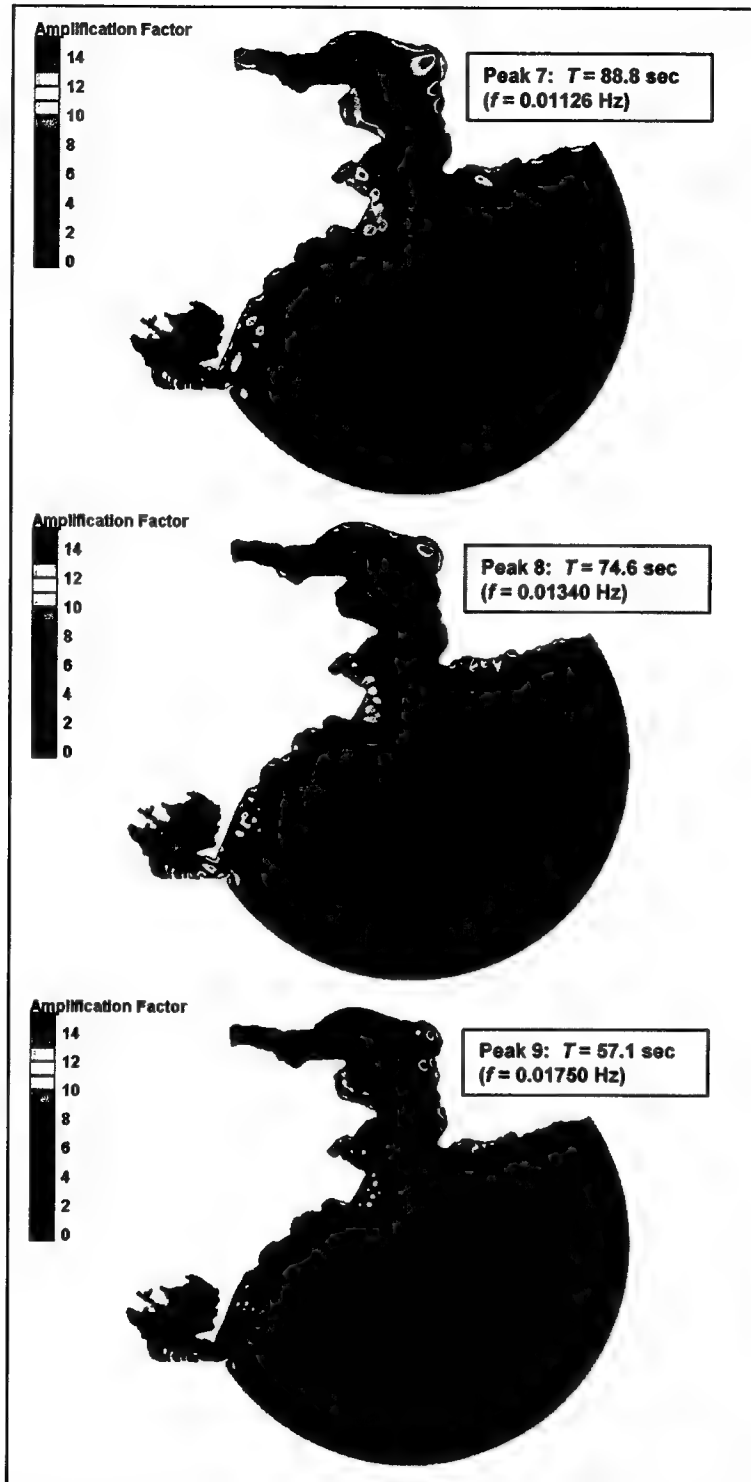 Amplification Factor
14
12
10
8
6
4
2
0
Peak 7: T = 88.8 sec
(f = 0.01126 Hz)
Amplification Factor
14
12
10
8
6
4
2
0
Peak 8: T = 74.6 sec
(f = 0.01340 Hz)
Amplification Factor
14
12
10
8
6
4
2
0
Peak 9: T = 57.1 sec
(f = 0.01750 Hz)